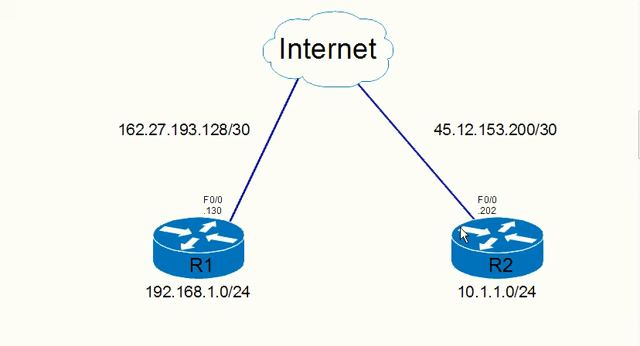 Internet
162.27.193.128/30
45.12.153.200/30
F0/0
.130
F0/0
.202
R1
R2
192.168.1.0/24
10.1.1.0/24